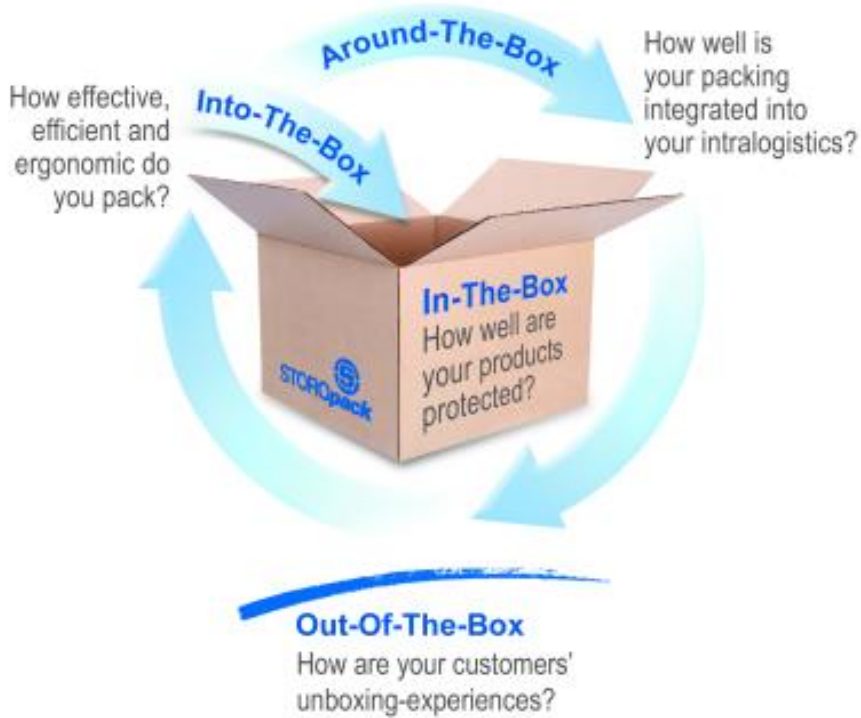 Around-The-Box
How well is
your packing
integrated into
your intralogistics?
Into-The-Box
How effective,
efficient and
ergonomic do
you pack?
In-The-Box
How well are
your products
protected?
STOROpack
Out-Of-The-Box
How are your customers'
unboxing-experiences?